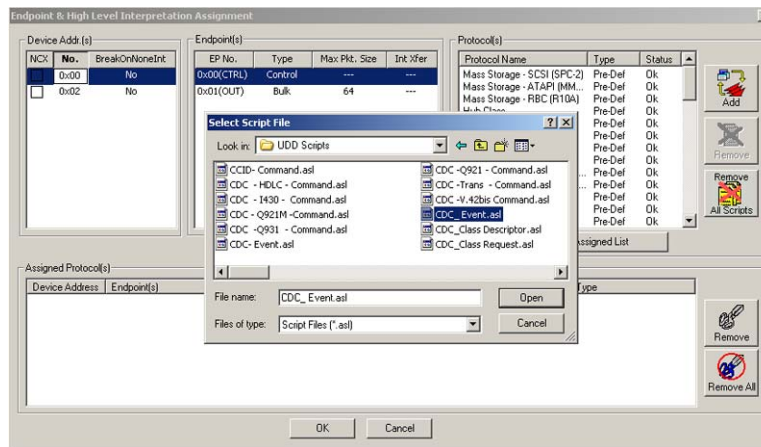 Endpoint & High Level Interpretation Assignment
Device Addr.(s)
NCX No. BreakOnNoneInt
0x00 No
0x02 No
Endpoint(s)
EP No. Type Max Pkt. Size Int Xfer
0x00(CTRL) Control --- ---
0x01(OUT) Bulk 64 ---
Protocol(s)
Protocol Name Type Status
Mass Storage - SCSI (SPC-2) Pre-Def Ok
Mass Storage - ATAPI (MM... Pre-Def Ok
Mass Storage - RBC (R10A) Pre-Def Ok
Hub Class Pre-Def Ok
Pre-Def Ok
Pre-Def Ok
Pre-Def Ok
Pre-Def Ok
... Pre-Def Ok
Pre-Def Ok
Pre-Def Ok
Pre-Def Ok
Add
Remove
Remove
All Scripts
Select Script File
Look in: UDD Scripts
CCID- Command.asl
CDC - HDLC - Command.asl
CDC - I430 - Command.asl
CDC - Q921M -Command.asl
CDC -Q931 - Command.asl
CDC- Event.asl
CDC -Q921 - Command.asl
CDC -Trans - Command.asl
CDC -V.42bis Command.asl
CDC_ Event.asl
CDC_Class Descriptor.asl
CDC_Class Request.asl
File name: CDC_ Event.asl Open
Files of type: Script Files (*.asl) Cancel
Assigned List
Assigned Protocol(s)
Device Address Endpoint(s) Type
Remove
Remove All
OK Cancel